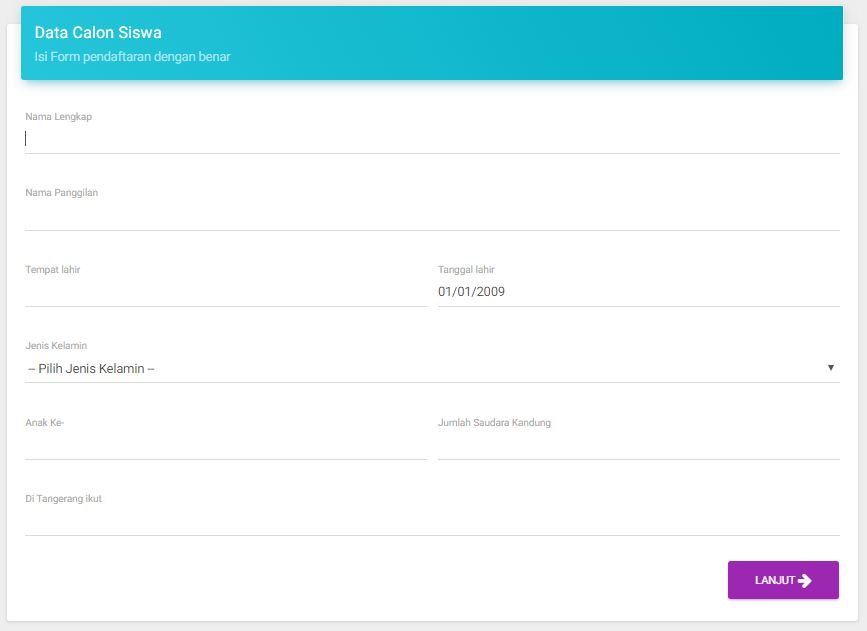 Data Calon Siswa
Isi Form pendaftaran dengan benar
Nama Lengkap
Nama Panggilan
Tempat lahir
Tanggal lahir
01/01/2009
Jenis Kelamin
-- Pilih Jenis Kelamin --
Anak Ke-
Jumlah Saudara Kandung
Di Tangerang ikut
LANJUT